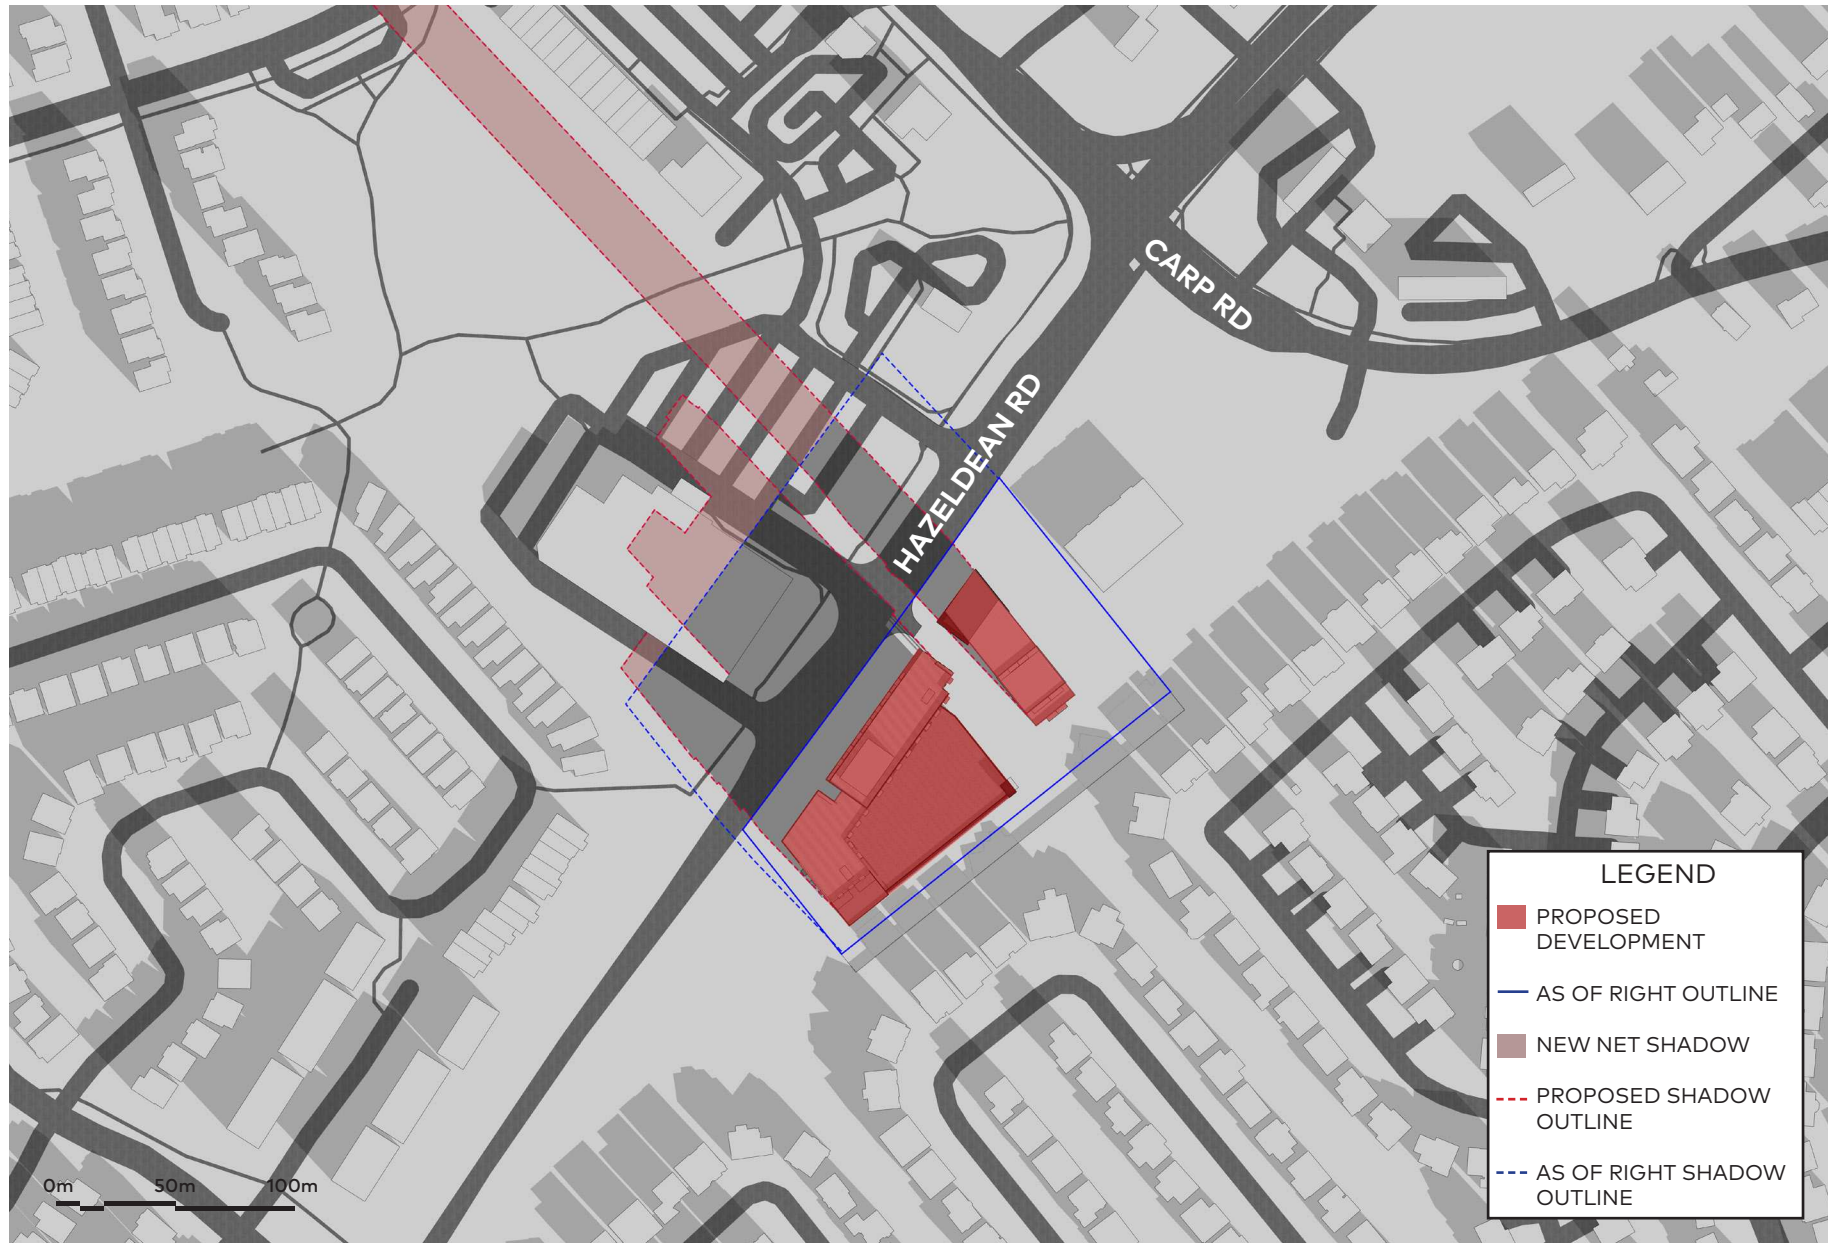 CARP RD
HAZELDEAN RD
LEGEND
PROPOSED
DEVELOPMENT
AS OF RIGHT OUTLINE
NEW NET SHADOW
PROPOSED SHADOW
OUTLINE
AS OF RIGHT SHADOW
OUTLINE
0m 50m 100m